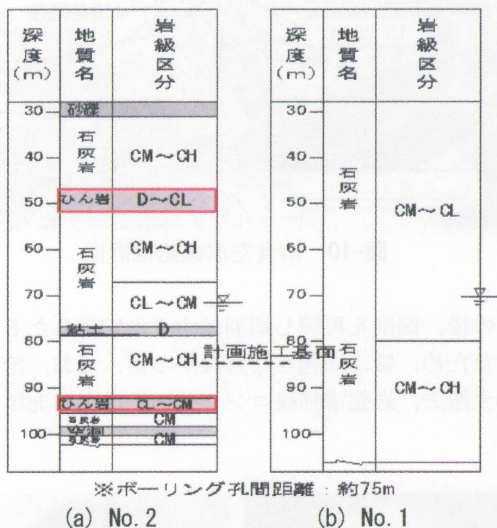 深度(m)
地質名
岩級区分
30
40
50
60
70
80
90
100
砂礫
石灰岩
CM～CH
ひん岩
D～CL
石灰岩
CM～CH
CL～CM
粘土
D
石灰岩
CM～CH
ひん岩
CL～CM
CM
空洞
CM
計画施工基面
深度(m)
地質名
岩級区分
30
40
50
60
70
80
90
100
石灰岩
CM～CL
石灰岩
CM～CH
※ボーリング孔間距離：約75m
(a) No.2
(b) No.1